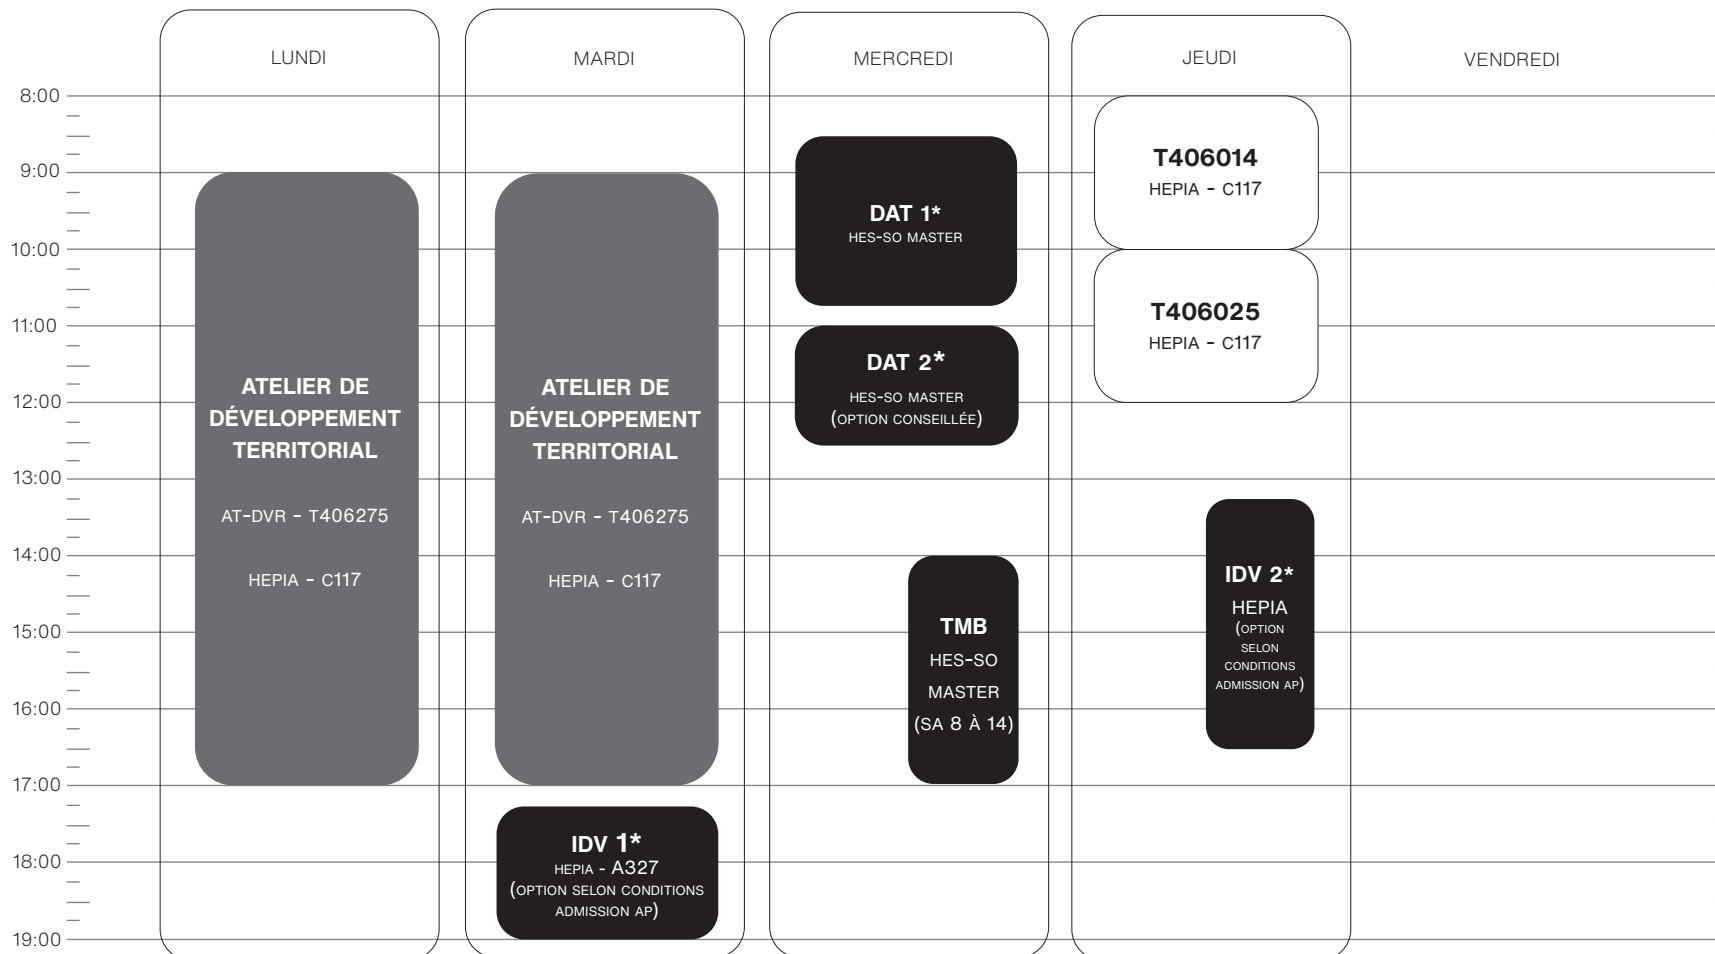 LUNDI
MARDI
MERCREDI
JEUDI
VENDREDI
8:00
9:00
10:00
11:00
12:00
13:00
14:00
15:00
16:00
17:00
18:00
19:00
ATELIER DE
DÉVELOPPEMENT
TERRITORIAL
AT-DVR - T406275
HEPIA - C117
ATELIER DE
DÉVELOPPEMENT
TERRITORIAL
AT-DVR - T406275
HEPIA - C117
IDV 1*
HEPIA - A327
(OPTION SELON CONDITIONS
ADMISSION AP)
DAT 1*
HES-SO MASTER
DAT 2*
HES-SO MASTER
(OPTION CONSEILLÉE)
TMB
HES-SO
MASTER
(SA 8 À 14)
T406014
HEPIA - C117
T406025
HEPIA - C117
IDV 2*
HEPIA
(OPTION
SELON
CONDITIONS
ADMISSION AP)